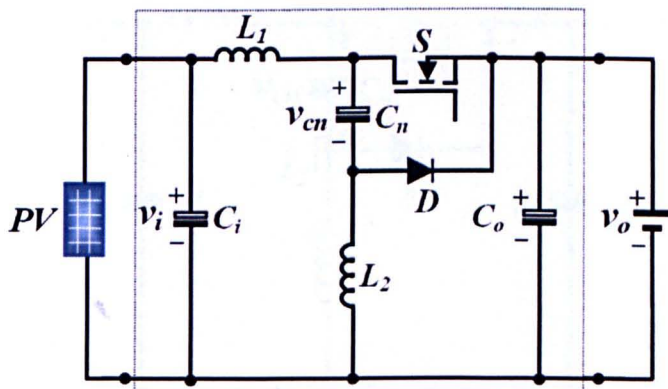 L1
S
+
vcn
Cn
−
D
PV
+
vi
Ci
−
L2
+
Co
−
+
vo
−